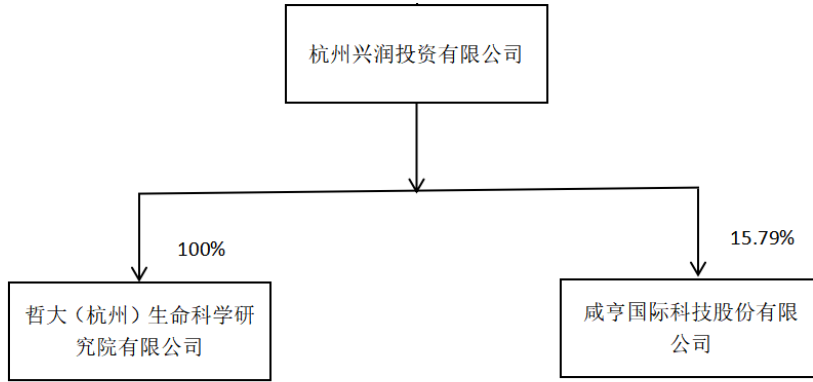 杭州兴润投资有限公司
100%
15.79%
哲大（杭州）生命科学研
究院有限公司
咸亨国际科技股份有限
公司